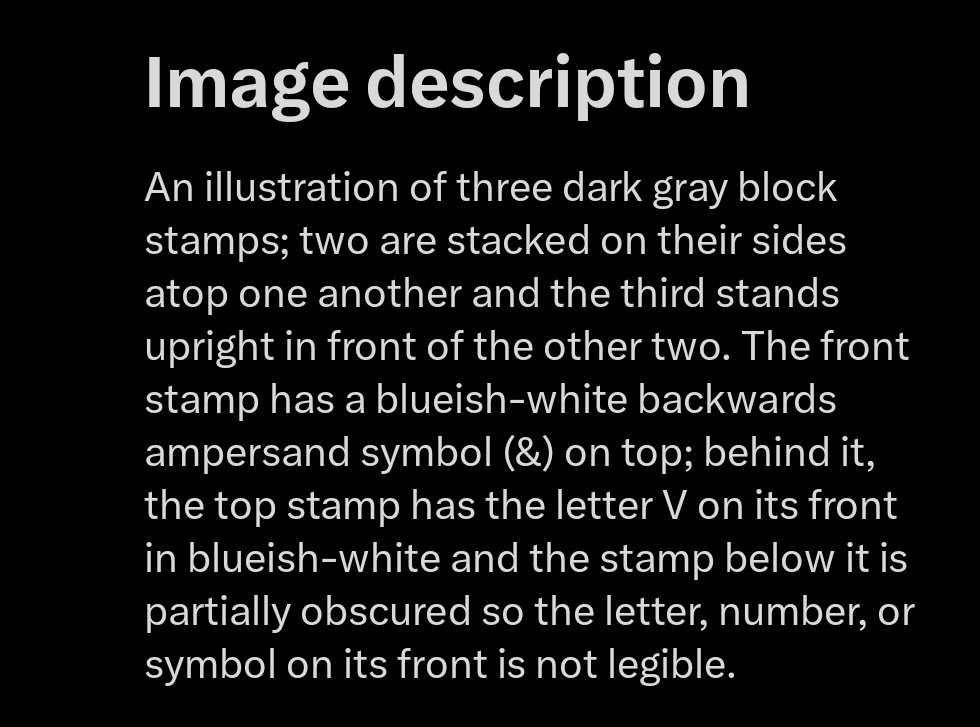 Image description
An illustration of three dark gray block
stamps; two are stacked on their sides
atop one another and the third stands
upright in front of the other two. The front
stamp has a blueish-white backwards
ampersand symbol (&) on top; behind it,
the top stamp has the letter V on its front
in blueish-white and the stamp below it is
partially obscured so the letter, number, or
symbol on its front is not legible.